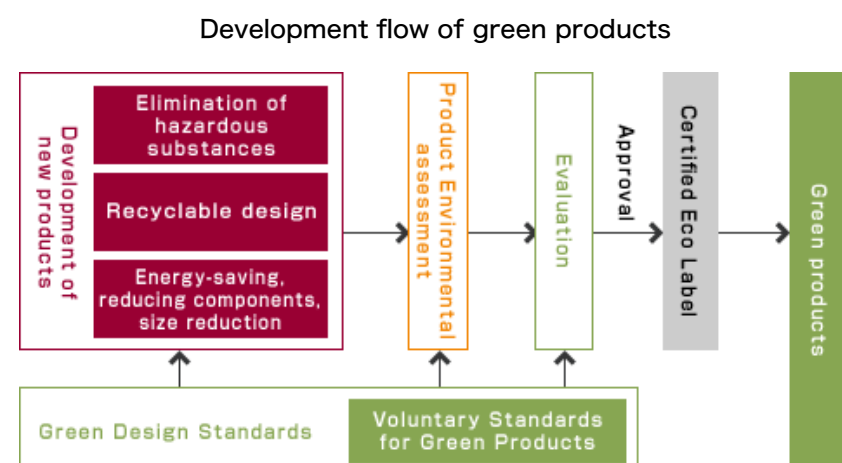 Development flow of green products
Development of
new products
Elimination of
hazardous
substances
Recyclable design
Energy-saving,
reducing components,
size reduction
Product Environmental
assessment
Evaluation
Approval
Certified Eco Label
Green products
Green Design Standards
Voluntary Standards
for Green Products